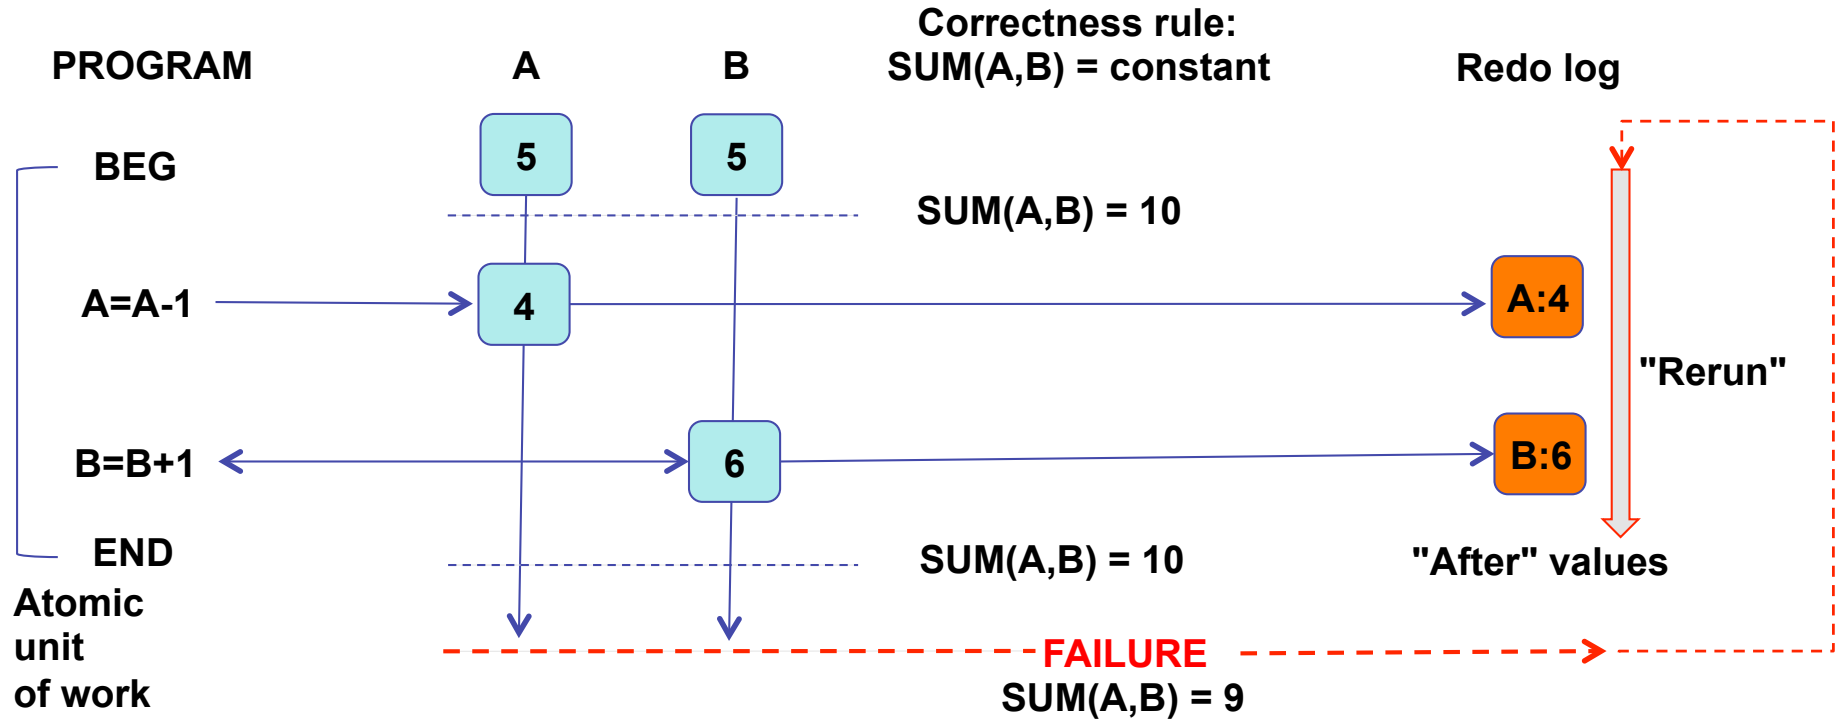 Correctness rule:
PROGRAM A B SUM(A,B) = constant Redo log
BEG 5 5
SUM(A,B) = 10
A=A-1 4 A:4
"Rerun"
B=B+1 6 B:6
END SUM(A,B) = 10 "After" values
Atomic
unit
of work
FAILURE
SUM(A,B) = 9